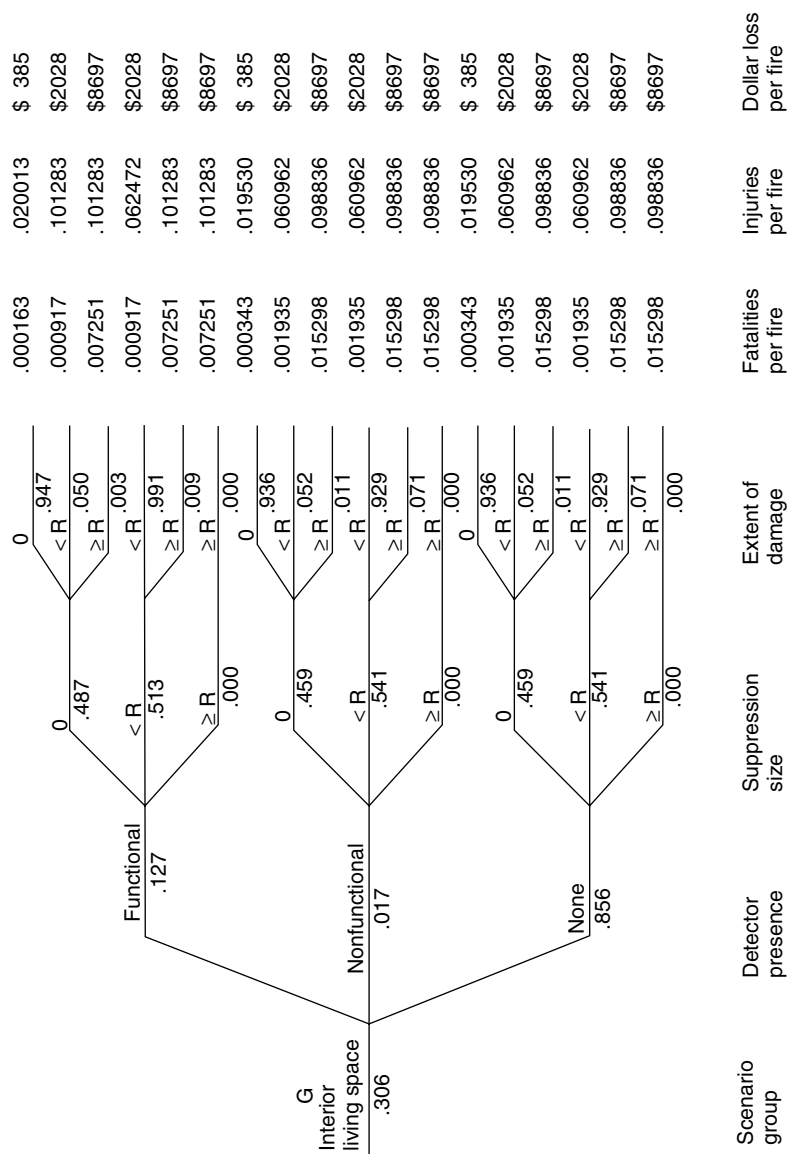 0 .000163 .020013 $ 385
.947
0 < R .000917 .101283 $2028
.487 .050
≥ R .007251 .101283 $8697
.003
Functional < R < R .000917 .062472 $2028
.127 .513 .991
≥ R .007251 .101283 $8697
.009
≥ R ≥ R .007251 .101283 $8697
.000 .000
0 .000343 .019530 $ 385
.936
0 < R .001935 .060962 $2028
.459 .052
G
≥ R .015298 .098836 $8697
Interior .011
living space Nonfunctional < R < R .001935 .060962 $2028
.306 .017 .541 .929
≥ R .015298 .098836 $8697
.071
≥ R ≥ R .015298 .098836 $8697
.000 .000
0 .000343 .019530 $ 385
.936
0 < R .001935 .060962 $2028
.459 .052
≥ R .015298 .098836 $8697
.011
None < R < R .001935 .060962 $2028
.856 .541 .929
≥ R .015298 .098836 $8697
.071
≥ R ≥ R .015298 .098836 $8697
.000 .000
Scenario Detector Suppression Extent of Fatalities Injuries Dollar loss
group presence size damage per fire per fire per fire